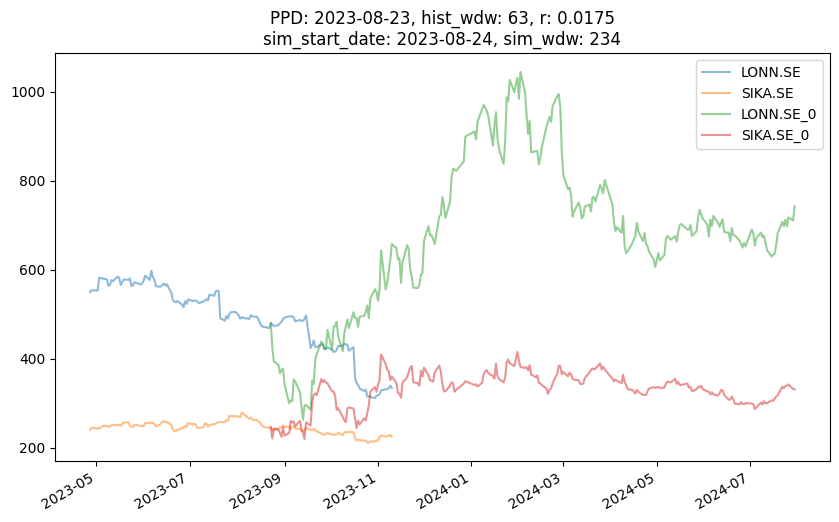 PPD: 2023-08-23, hist_wdw: 63, r: 0.0175
sim_start_date: 2023-08-24, sim_wdw: 234
LONN.SE
SIKA.SE
LONN.SE_0
SIKA.SE_0
1000
800
600
400
200
2023-05
2023-07
2023-09
2023-11
2024-01
2024-03
2024-05
2024-07